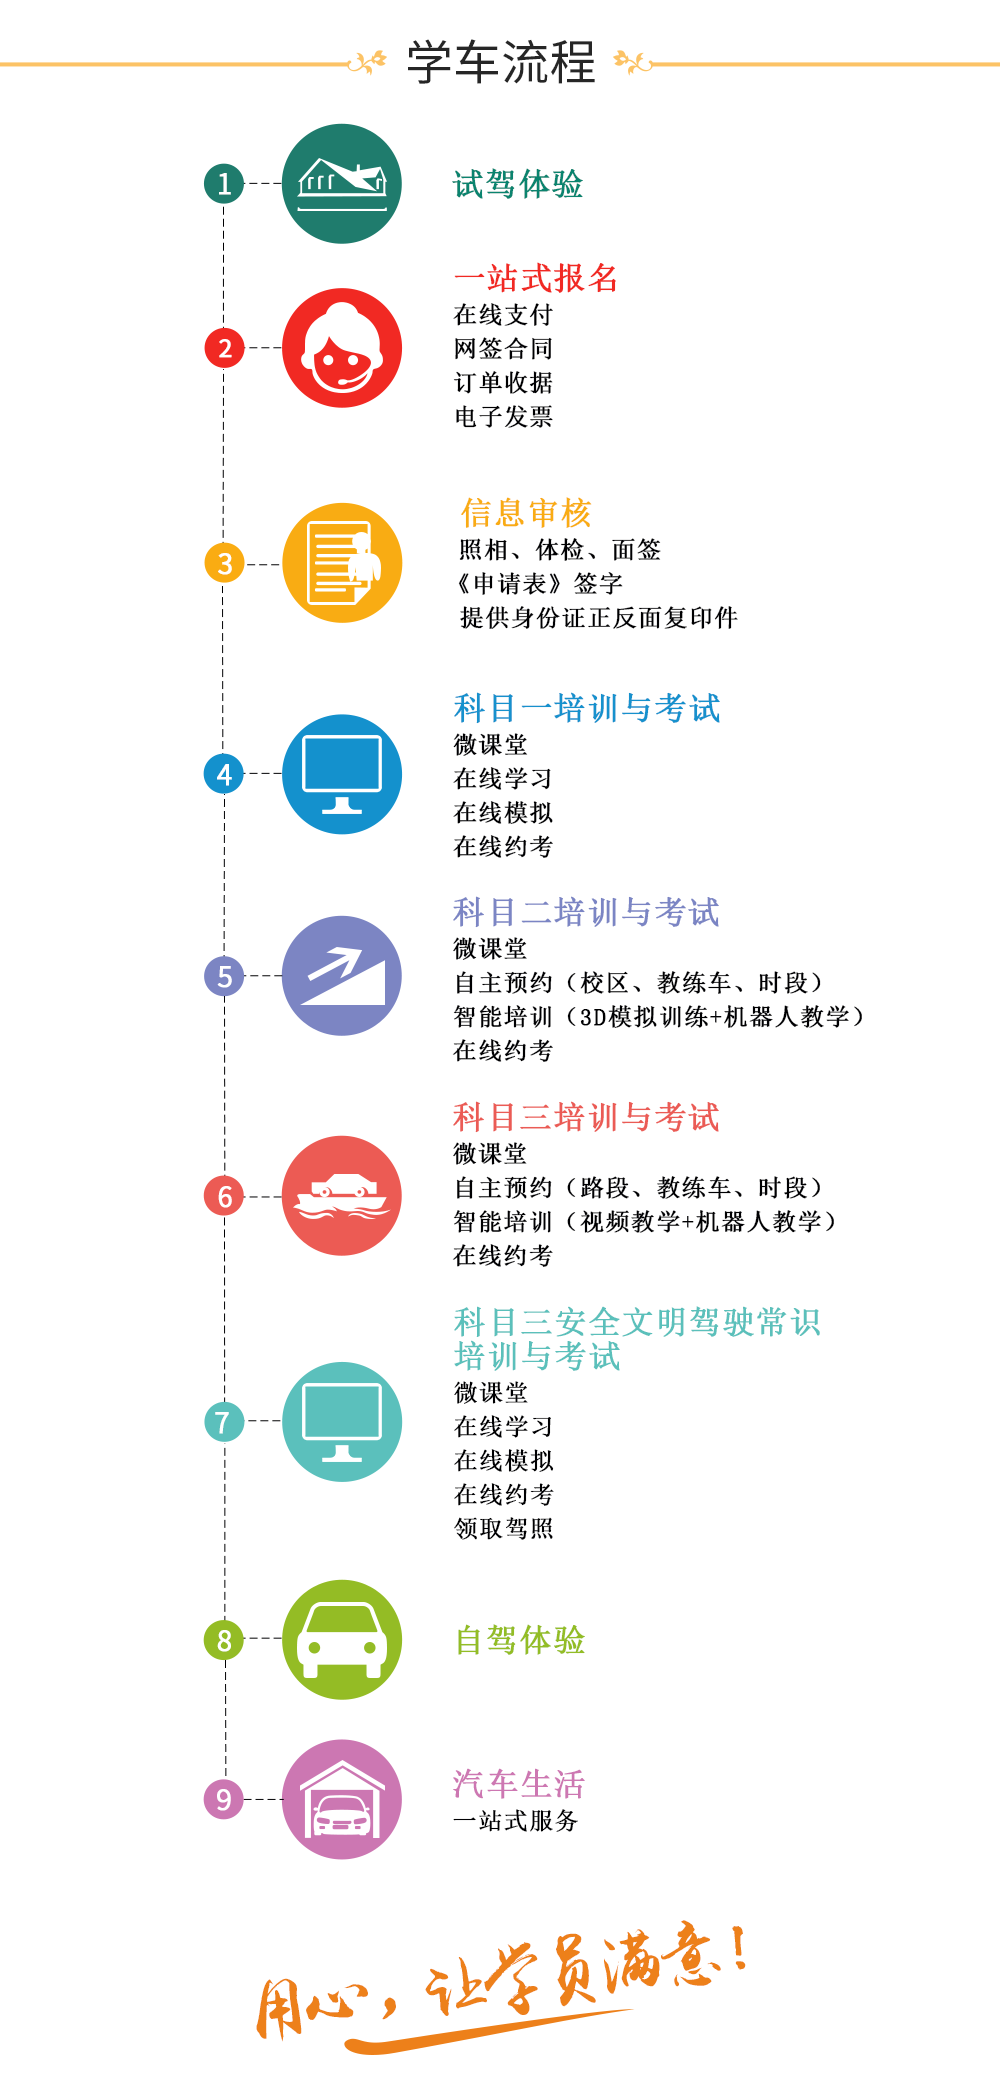 学车流程
1
试驾体验
2
一站式报名
在线支付
网签合同
订单收据
电子发票
3
信息审核
照相、体检、面签
《申请表》签字
提供身份证正反面复印件
4
科目一培训与考试
微课堂
在线学习
在线模拟
在线约考
5
科目二培训与考试
微课堂
自主预约（校区、教练车、时段）
智能培训（3D模拟训练+机器人教学）
在线约考
6
科目三培训与考试
微课堂
自主预约（路段、教练车、时段）
智能培训（视频教学+机器人教学）
在线约考
7
科目三安全文明驾驶常识
培训与考试
微课堂
在线学习
在线模拟
在线约考
领取驾照
8
自驾体验
9
汽车生活
一站式服务
用心，让学员满意！